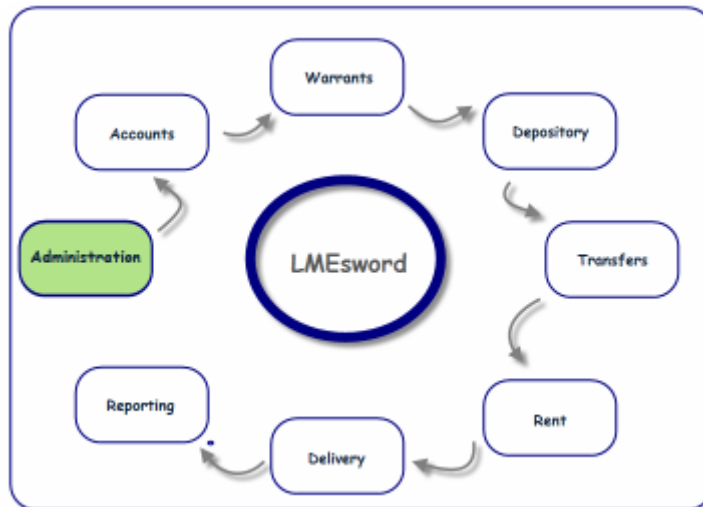 Warrants
Accounts
Depository
Administration
LMEsword
Transfers
Reporting
Rent
Delivery